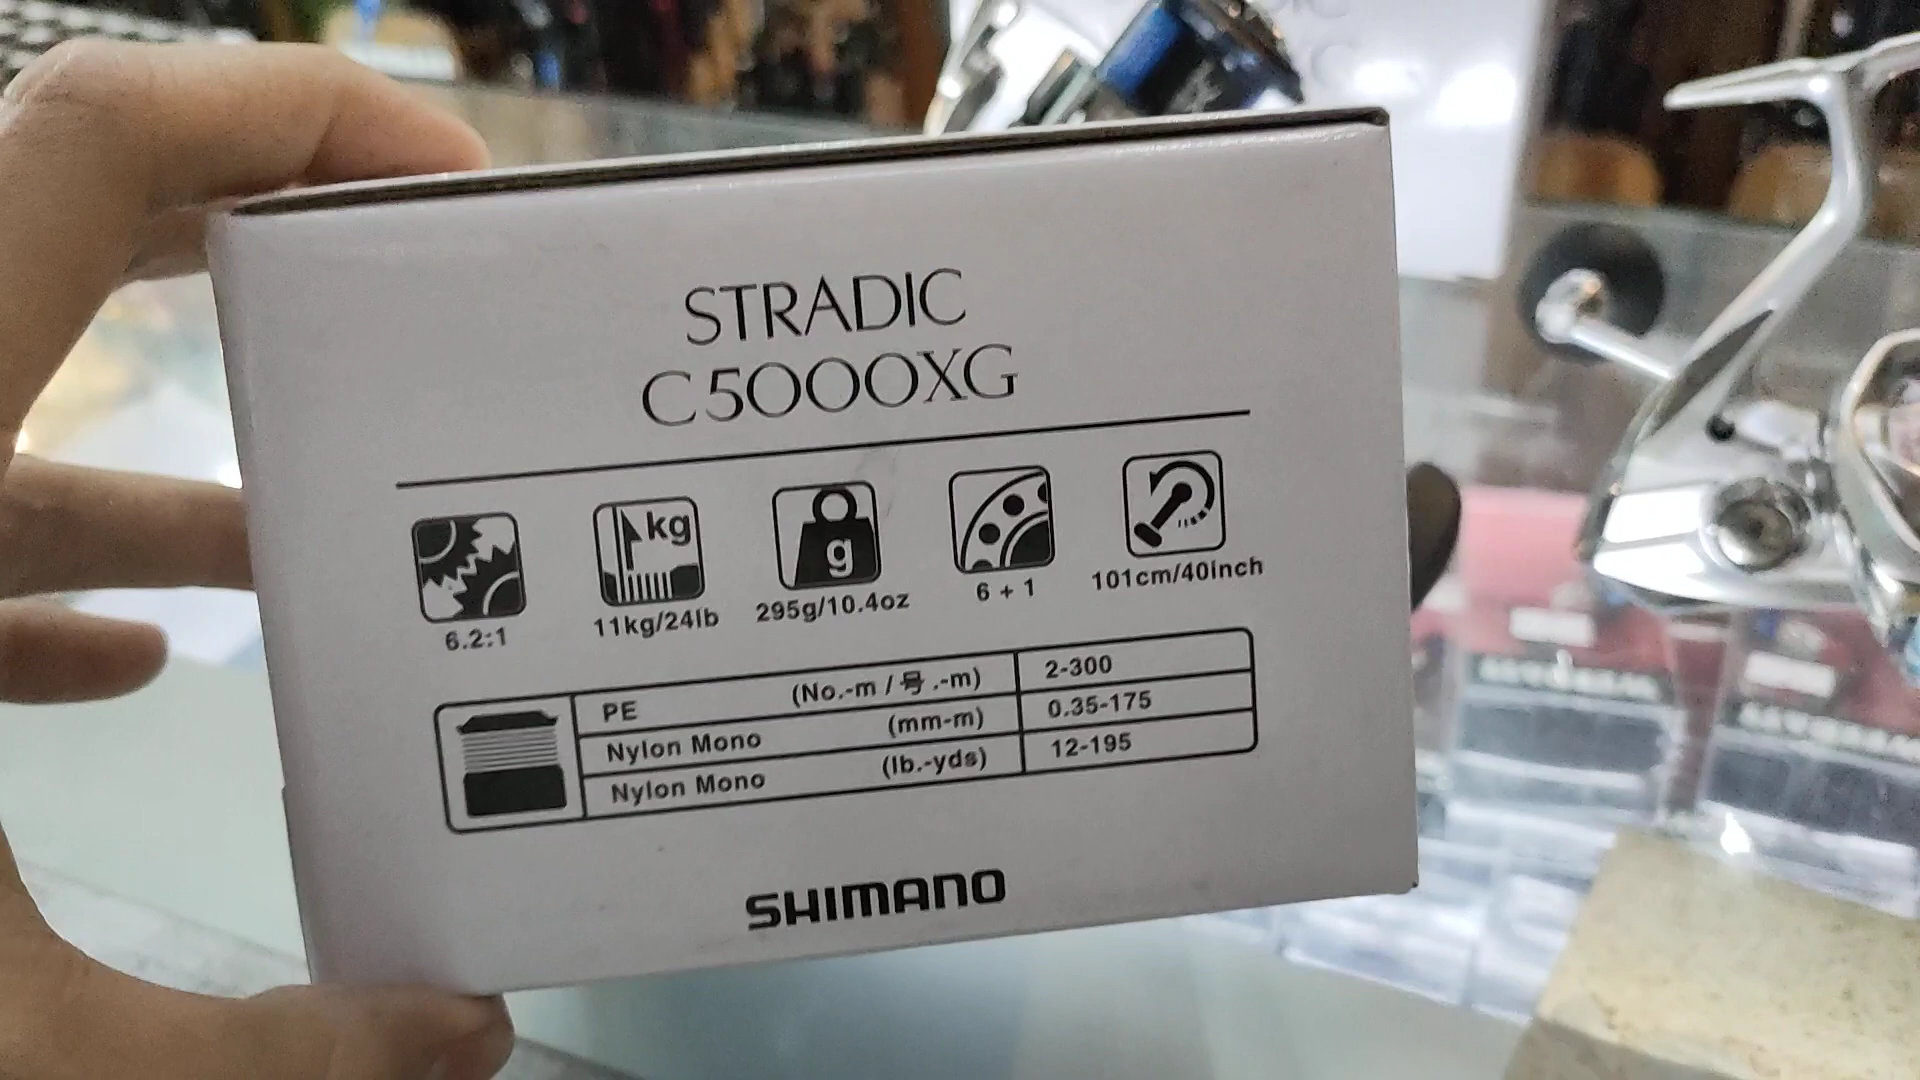 STRADIC
C5000XG
kg
g
6.2:1
11kg/24lb
295g/10.4oz
6 + 1
101cm/40inch
PE (No.-m / 号.-m) 2-300
Nylon Mono (mm-m) 0.35-175
Nylon Mono (lb.-yds) 12-195
SHIMANO